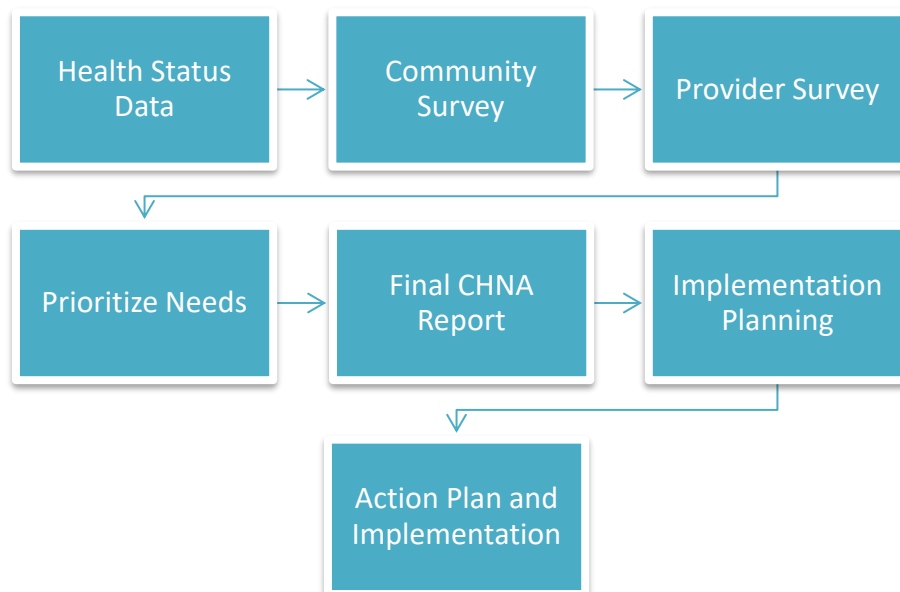 Health Status
Data
Community
Survey
Provider Survey
Prioritize Needs
Final CHNA
Report
Implementation
Planning
Action Plan and
Implementation